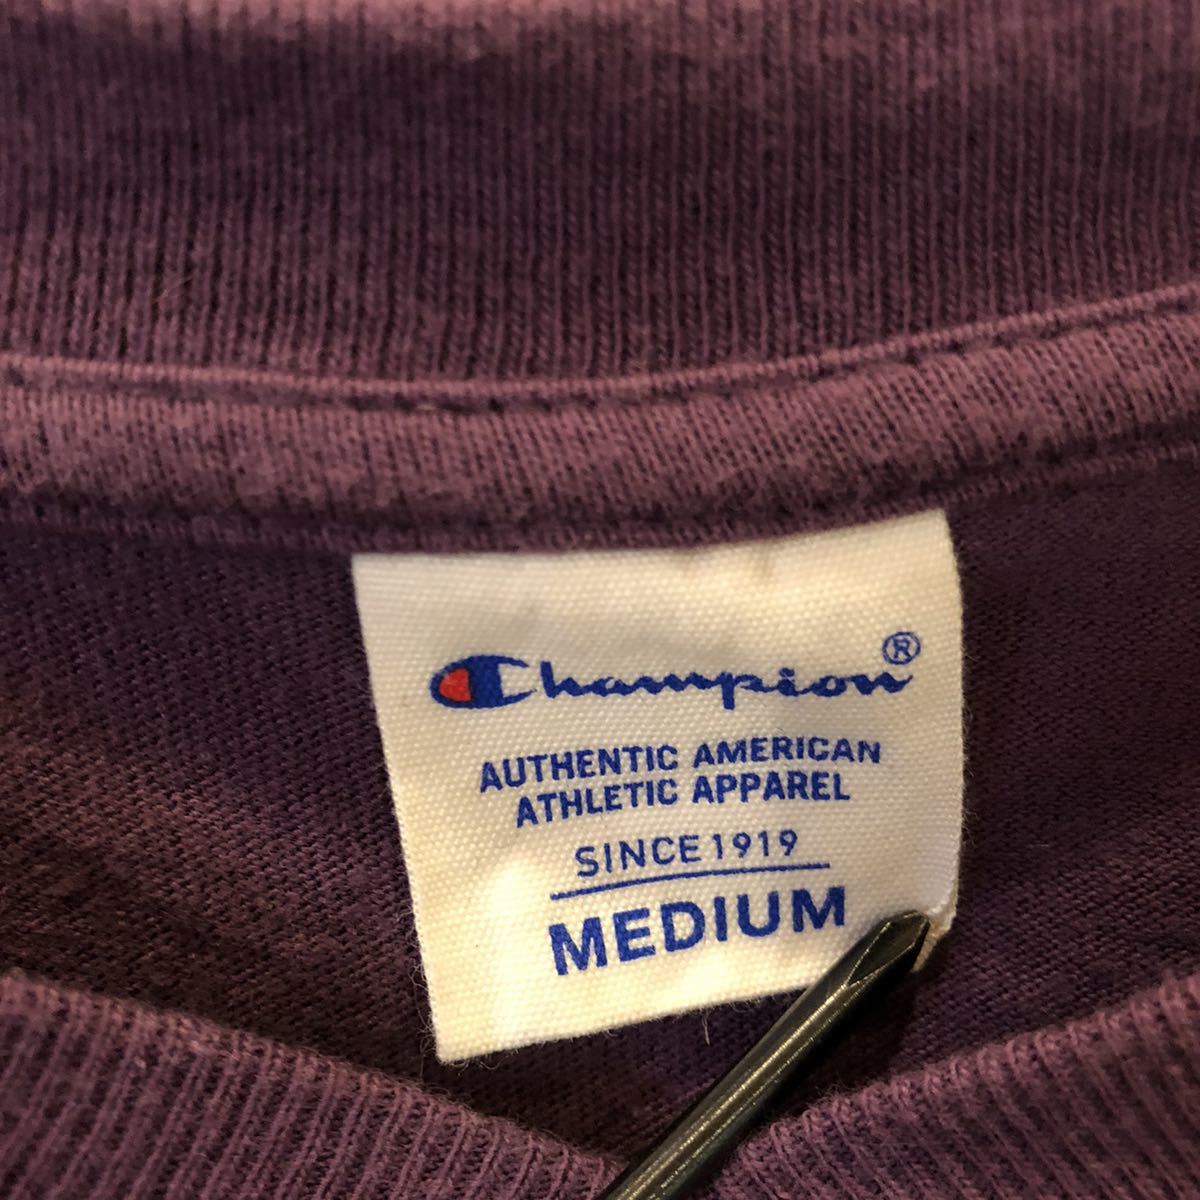 Champion®
AUTHENTIC AMERICAN
ATHLETIC APPAREL
SINCE 1919
MEDIUM